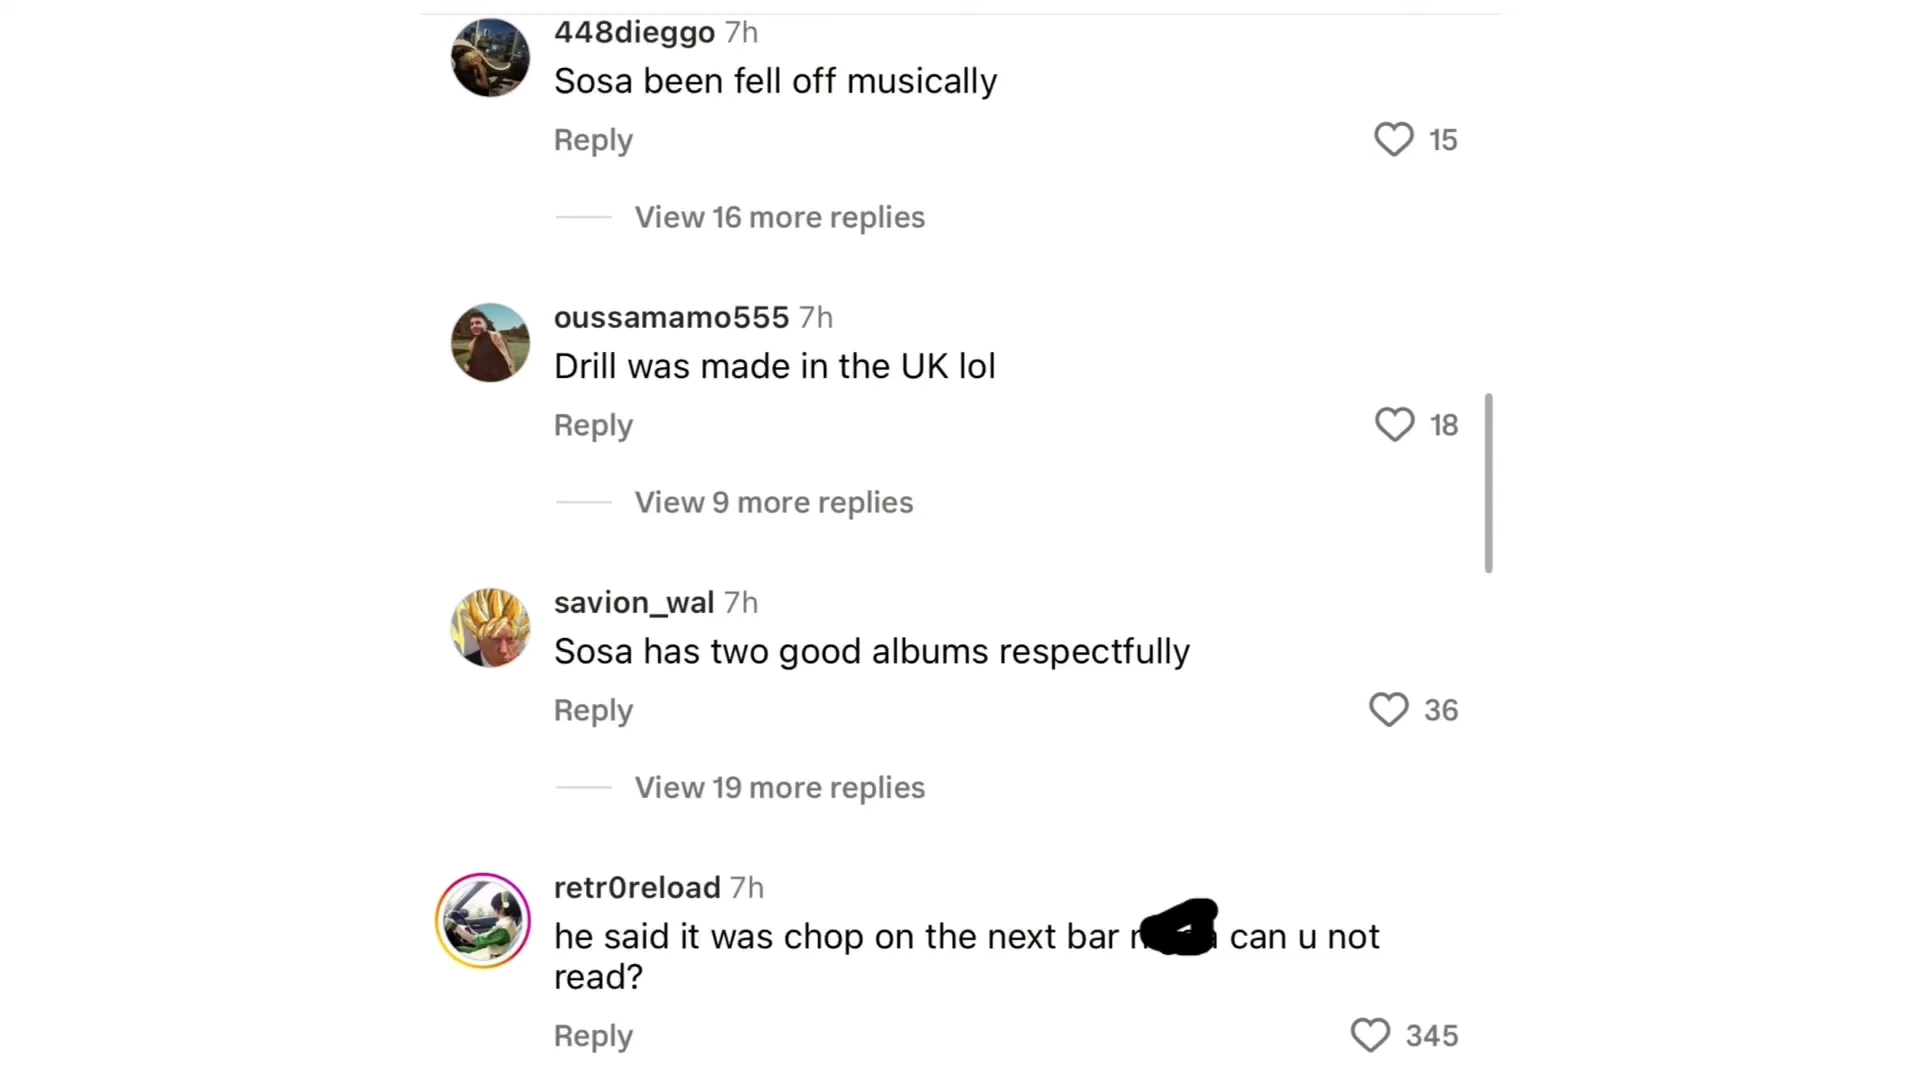 448dieggo 7h
Sosa been fell off musically
Reply 15
View 16 more replies
oussamamo555 7h
Drill was made in the UK lol
Reply 18
View 9 more replies
savion_wal 7h
Sosa has two good albums respectfully
Reply 36
View 19 more replies
retr0reload 7h
he said it was chop on the next bar can u not
read?
Reply 345